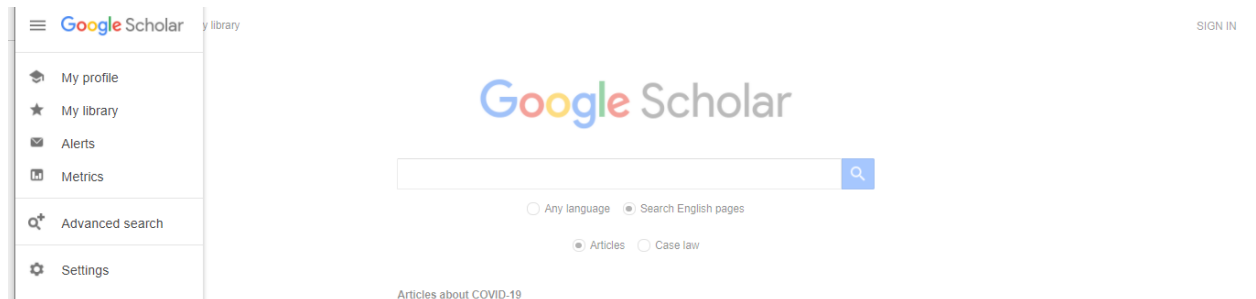 Google Scholar
y library
SIGN IN
My profile
My library
Alerts
Metrics
Advanced search
Settings
Google Scholar
Any language Search English pages
Articles Case law
Articles about COVID-19